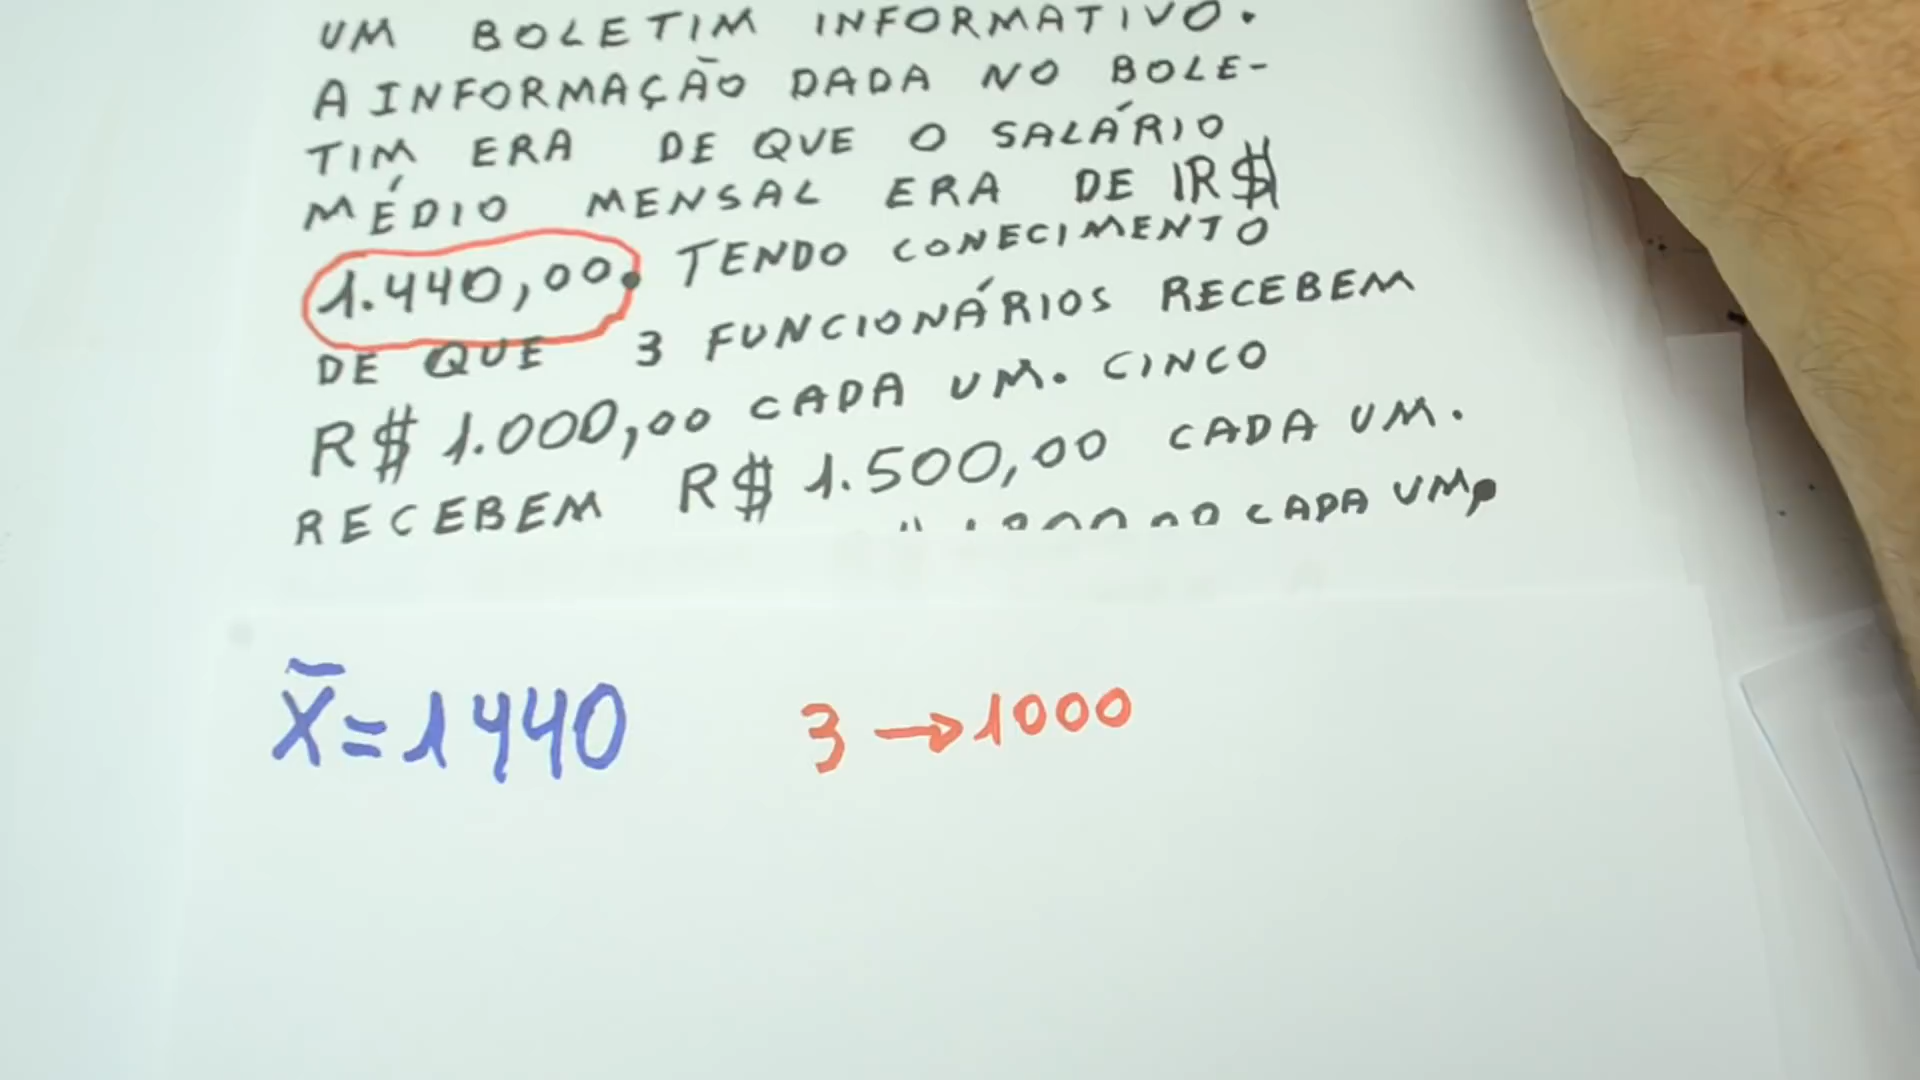 UM BOLETIM INFORMATIVO.
A INFORMAÇÃO DADA NO BOLE-
TIM ERA DE QUE O SALÁRIO
MÉDIO MENSAL ERA DE R$
1.440,00. TENDO CONECIMENTO
DE QUE 3 FUNCIONÁRIOS RECEBEM
R$ 1.000,00 CADA UM. CINCO
RECEBEM R$ 1.500,00 CADA UM.
CADA UM,
X̄ = 1440 3 → 1000